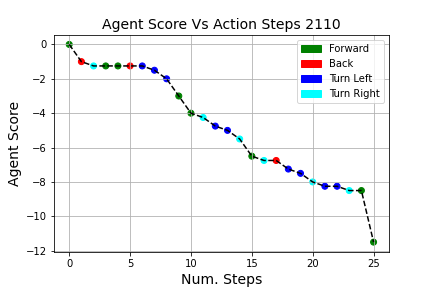 Agent Score Vs Action Steps 2110
Agent Score
0
−2
−4
−6
−8
−10
−12
Forward
Back
Turn Left
Turn Right
0 5 10 15 20 25
Num. Steps